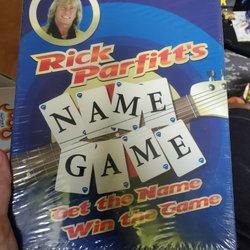 Rick
Parfitt's
NAME
GAME
Get the Name
Win the Game